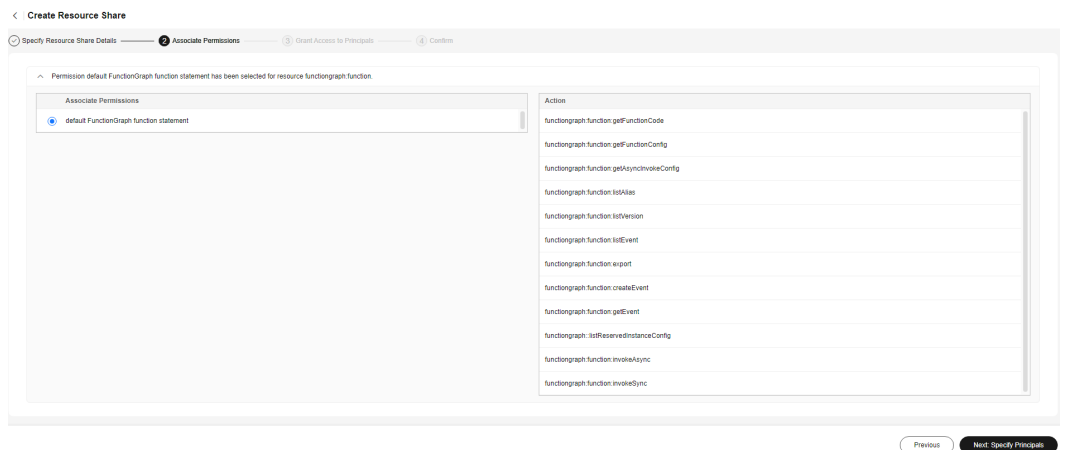 Create Resource Share
Specify Resource Share Details 2 Associate Permissions 3 Grant Access to Principals 4 Confirm
Permission default FunctionGraph function statement has been selected for resource functiongraph:function.
Associate Permissions
default FunctionGraph function statement
Action
functiongraph:function:getFunctionCode
functiongraph:function:getFunctionConfig
functiongraph:function:getAsyncInvokeConfig
functiongraph:function:listAlias
functiongraph:function:listVersion
functiongraph:function:listEvent
functiongraph:function:export
functiongraph:function:createEvent
functiongraph:function:getEvent
functiongraph::listReservedInstanceConfig
functiongraph:function:invokeAsync
functiongraph:function:invokeSync
Previous Next: Specify Principals